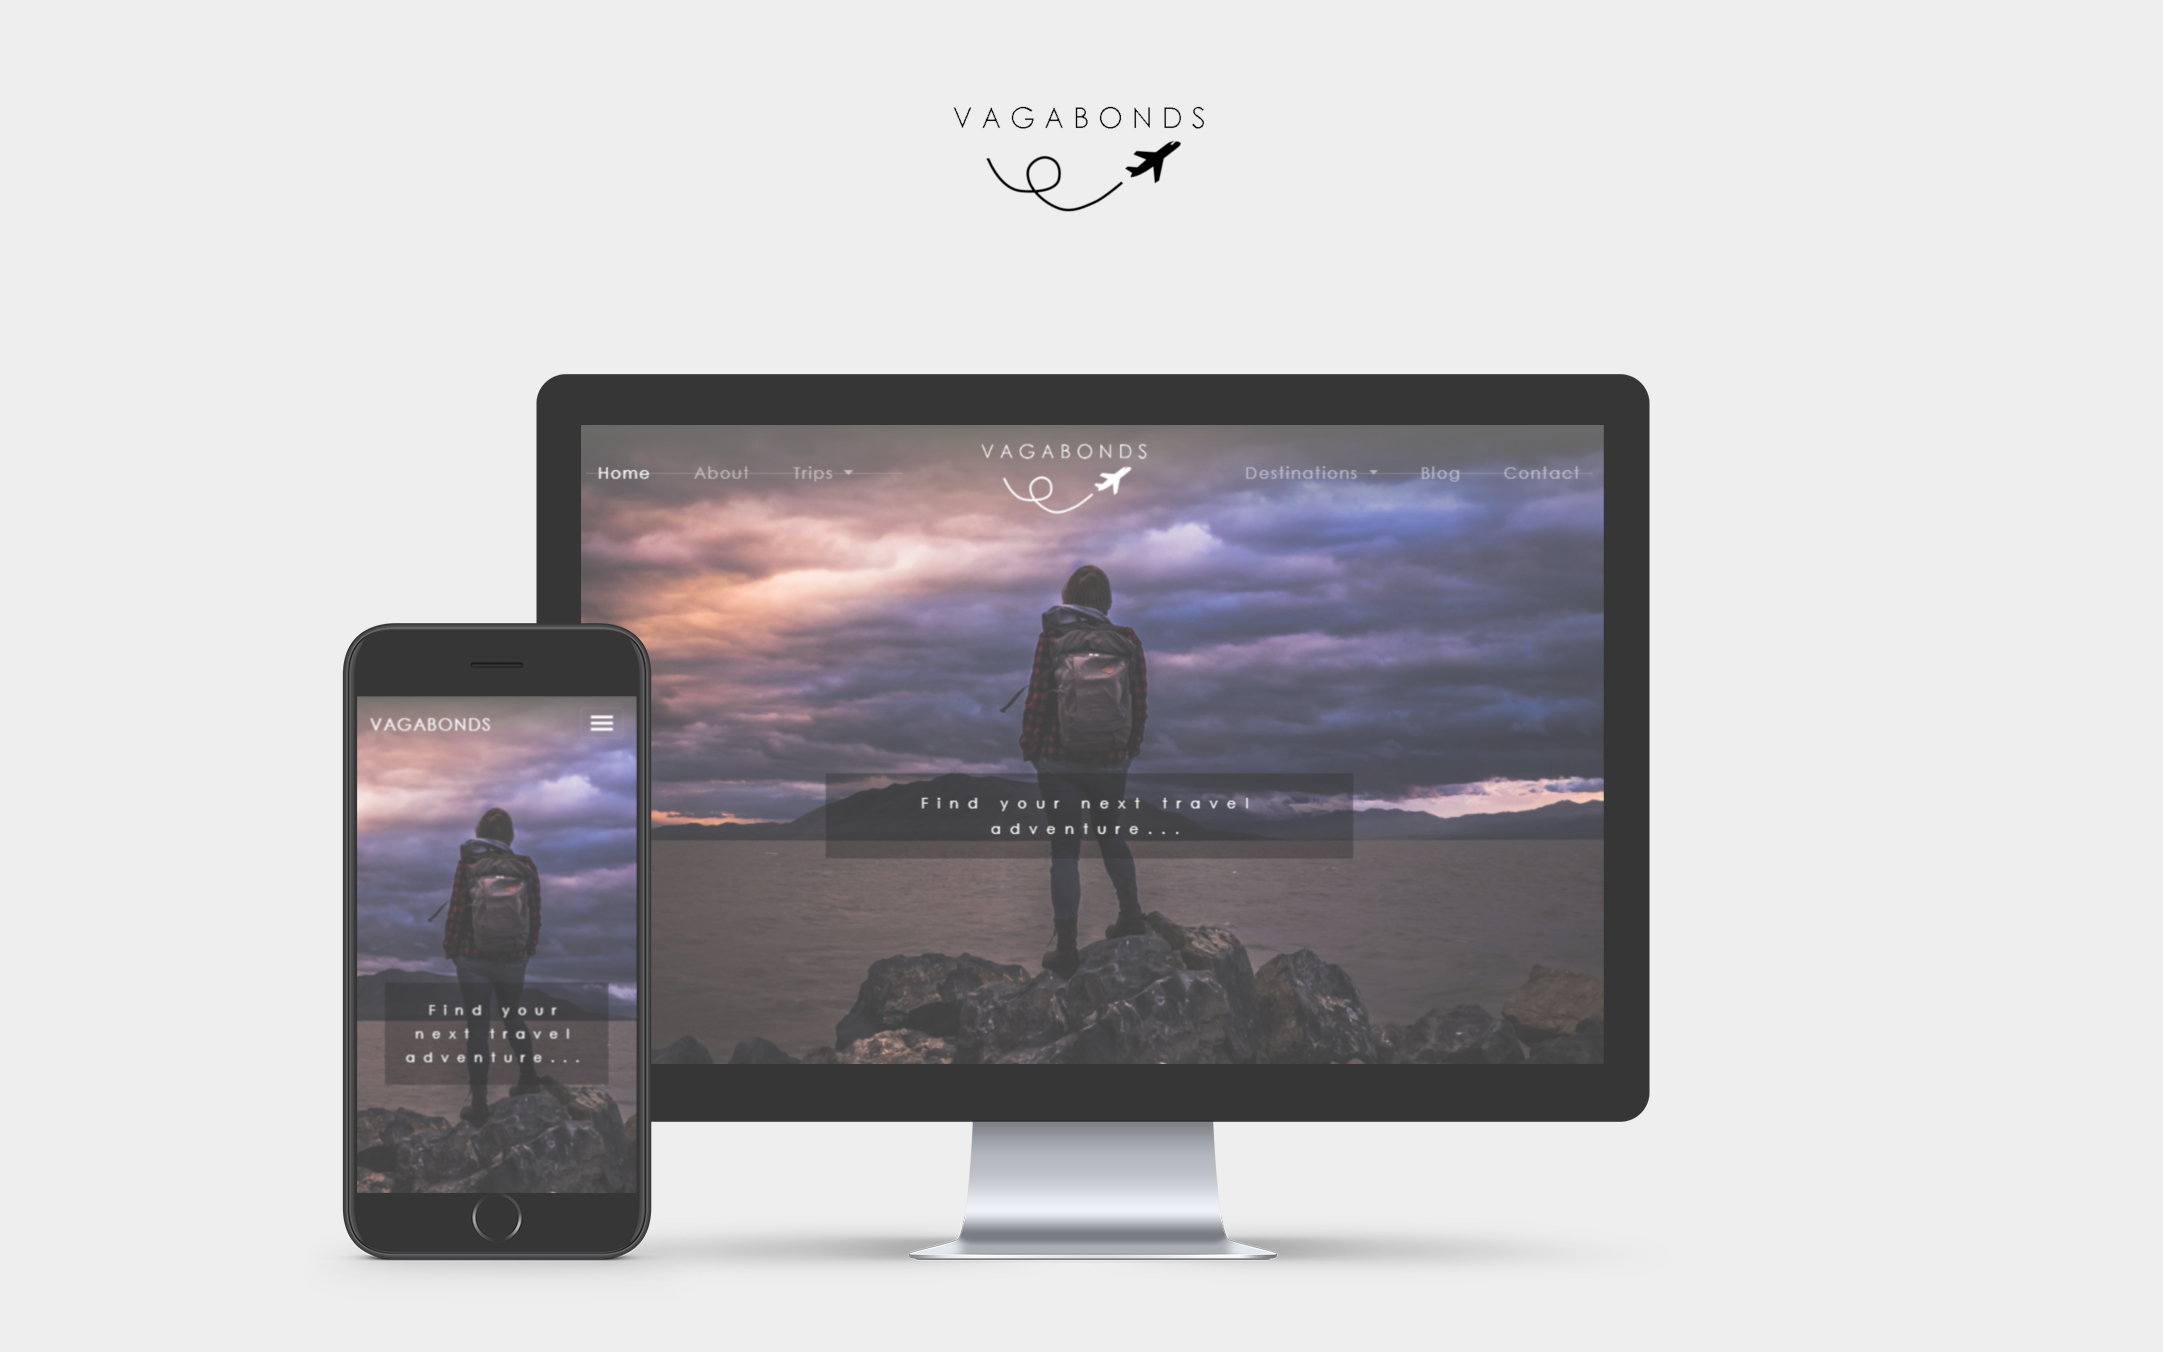 VAGABONDS
VAGABONDS
Home About Trips Destinations Blog Contact
Find your next travel
adventure...
VAGABONDS
Find your
next travel
adventure...